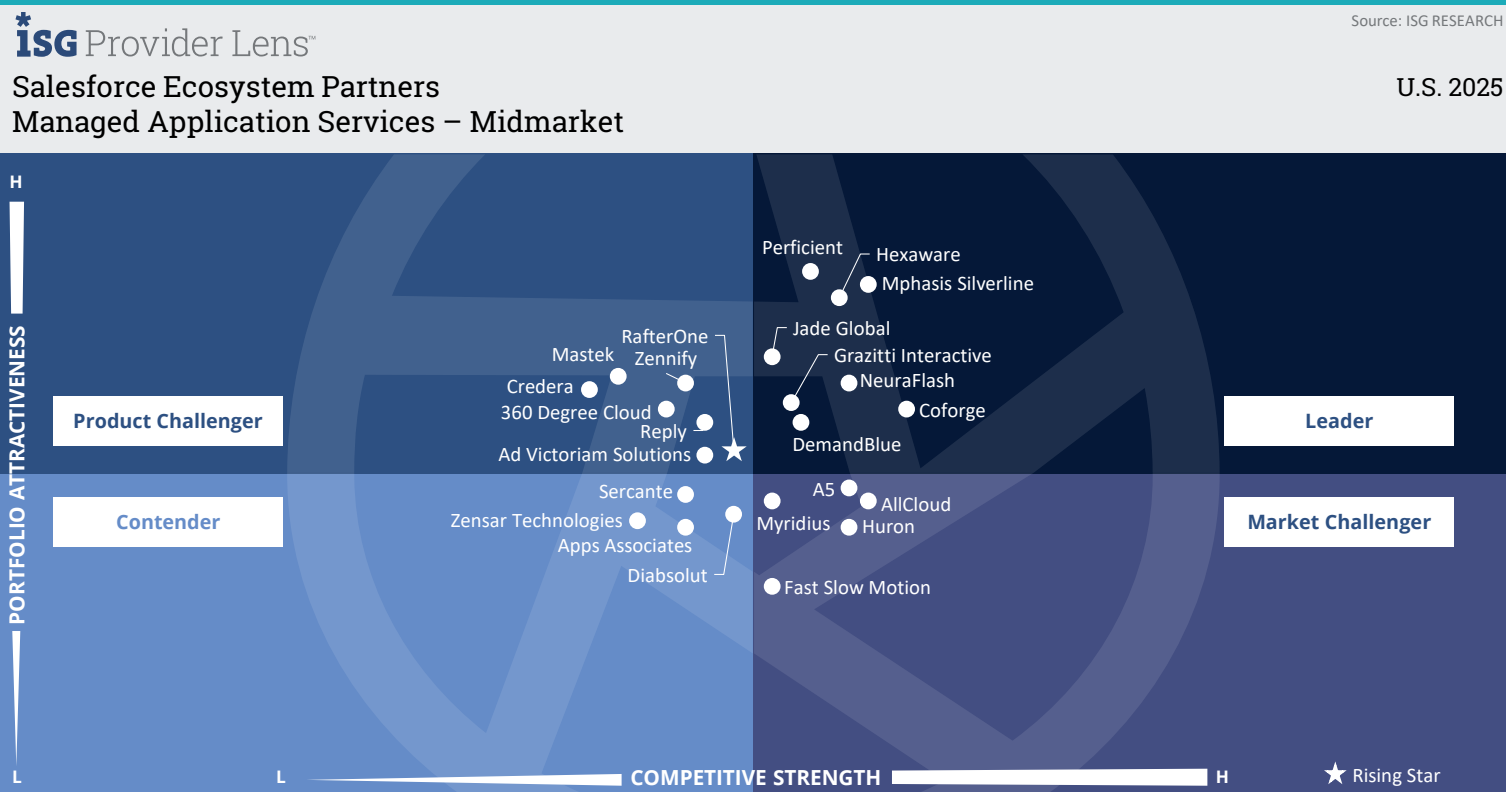 Source: ISG RESEARCH
ISG Provider Lens™
Salesforce Ecosystem Partners
U.S. 2025
Managed Application Services – Midmarket
H
Perficient
Hexaware
Mphasis Silverline
Jade Global
RafterOne
Mastek
Zennify
Grazitti Interactive
Credera
NeuraFlash
360 Degree Cloud
Coforge
Product Challenger
Leader
Reply
DemandBlue
Ad Victoriam Solutions
PORTFOLIO ATTRACTIVENESS
Sercante
A5
AllCloud
Contender
Zensar Technologies
Myridius
Huron
Market Challenger
Apps Associates
Diabsolut
Fast Slow Motion
L
L
COMPETITIVE STRENGTH
H
Rising Star